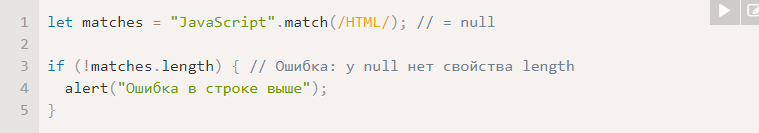 1 let matches = "JavaScript".match(/HTML/); // = null
2
3 if (!matches.length) { // Ошибка: у null нет свойства length
4   alert("Ошибка в строке выше");
5 }